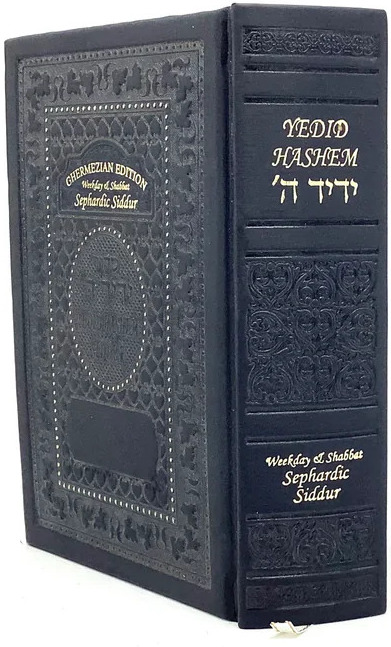 GHERMEZIAN EDITION
Weekday & Shabbat
Sephardic Siddur
YEDID
HASHEM
ידיד ה׳
Weekday & Shabbat
Sephardic
Siddur